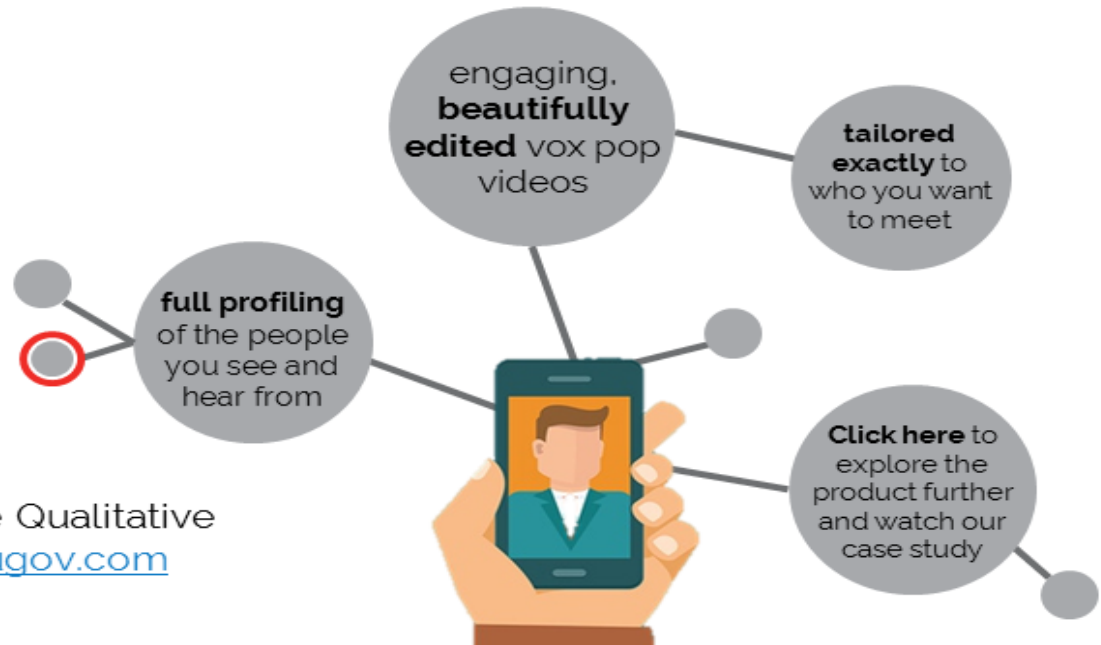 engaging,
beautifully
edited vox pop
videos
tailored
exactly to
who you want
to meet
full profiling
of the people
you see and
hear from
Click here to
explore the
product further
and watch our
case study
Qualitative
ugov.com